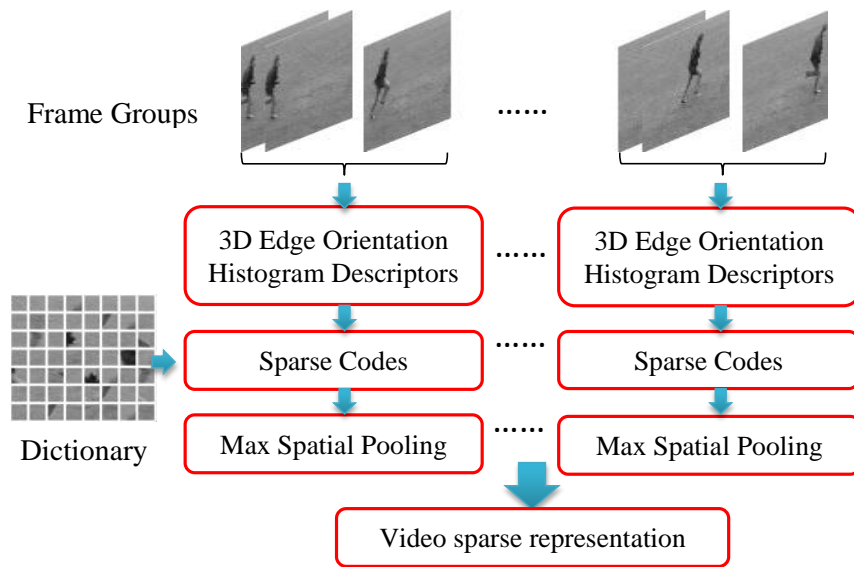 Frame Groups
......
3D Edge Orientation
Histogram Descriptors
......
3D Edge Orientation
Histogram Descriptors
Sparse Codes
......
Sparse Codes
Dictionary
Max Spatial Pooling
......
Max Spatial Pooling
Video sparse representation